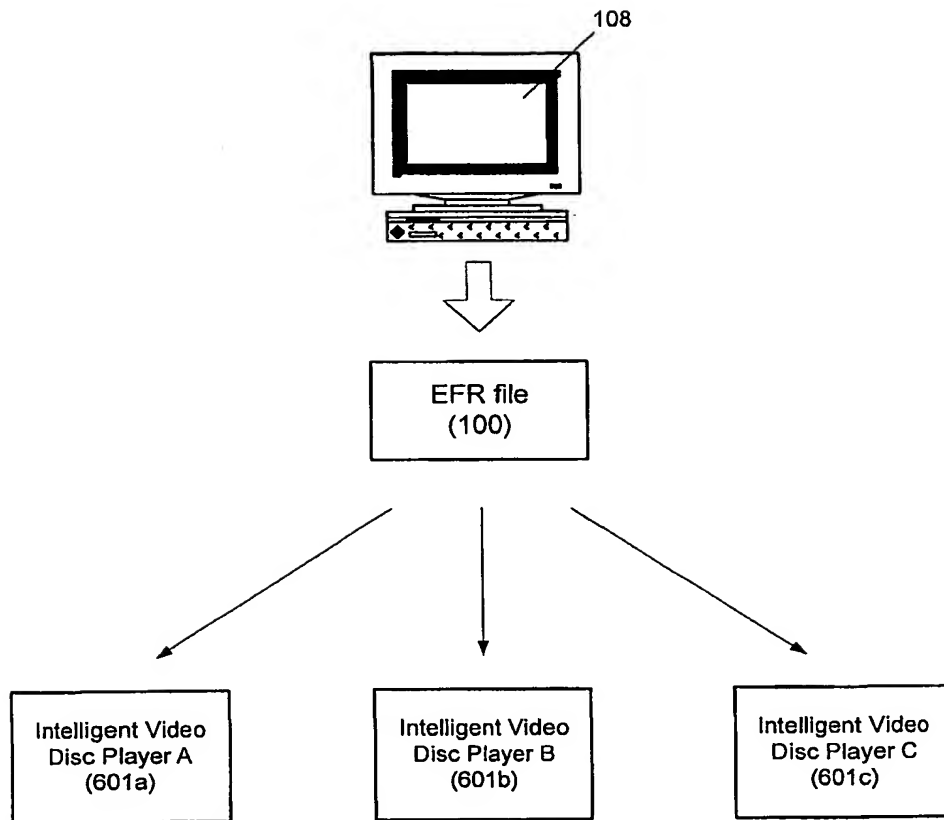 108
EFR file
(100)
Intelligent Video
Disc Player A
(601a)
Intelligent Video
Disc Player B
(601b)
Intelligent Video
Disc Player C
(601c)